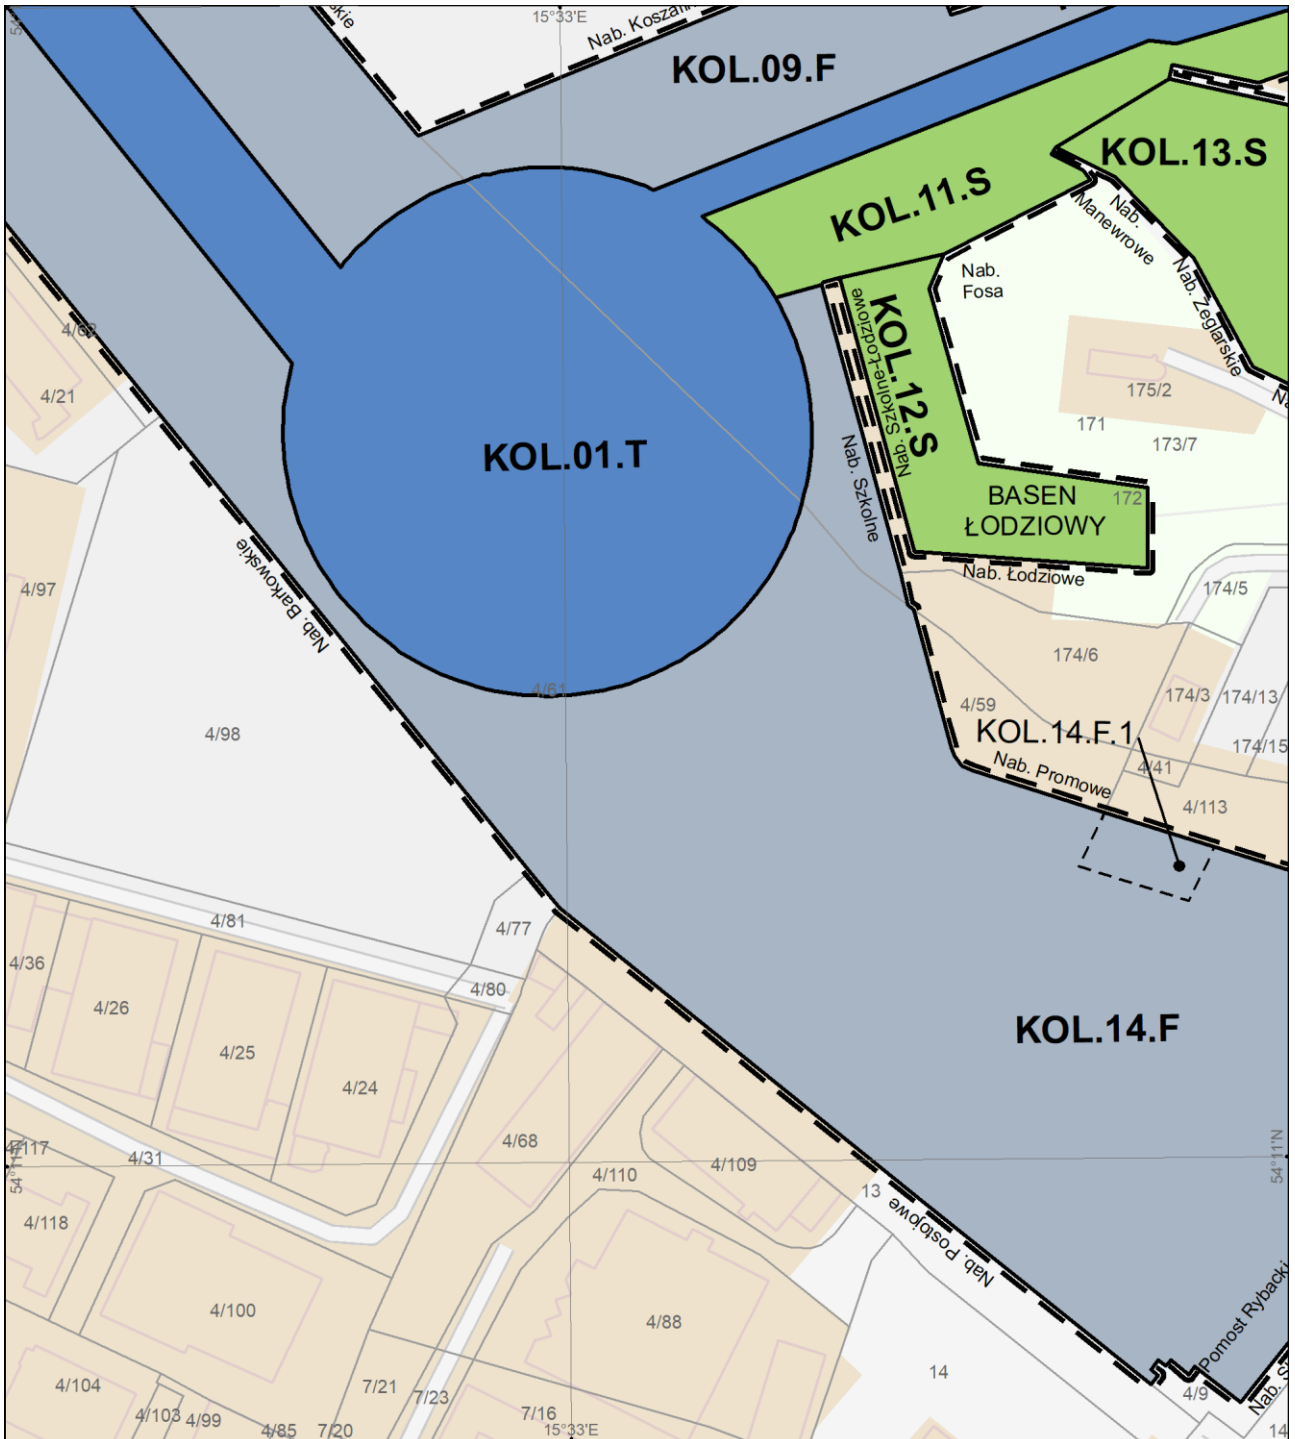 15°33'E
Nab.
KOL.09.F
KOL.13.S
KOL.11.S
Nab.
Manewrowe
Nab. Żeglarskie
Nab.
Fosa
4/62
4/21
KOL.12.S
Nab. Szkolne-Łodziowe
175/2
171
173/7
KOL.01.T
Nab. Szkolne
BASEN
ŁODZIOWY
172
Nab. Łodziowe
4/97
Nab. Barkowskie
174/5
174/6
4/61
174/3
174/13
4/59
4/98
KOL.14.F.1
174/15
Nab. Promowe
4/41
4/113
4/81
4/77
4/36
4/80
4/26
KOL.14.F
4/25
4/24
4/68
4/117
4/31
54°11'N
54°11'N
4/109
4/110
13
4/118
Nab. Postojowe
4/100
4/88
Pomost Rybacki
14
4/104
7/21
7/23
4/9
Nab.
4/103
4/99
7/16
4/85
7/20
15°33'E
14